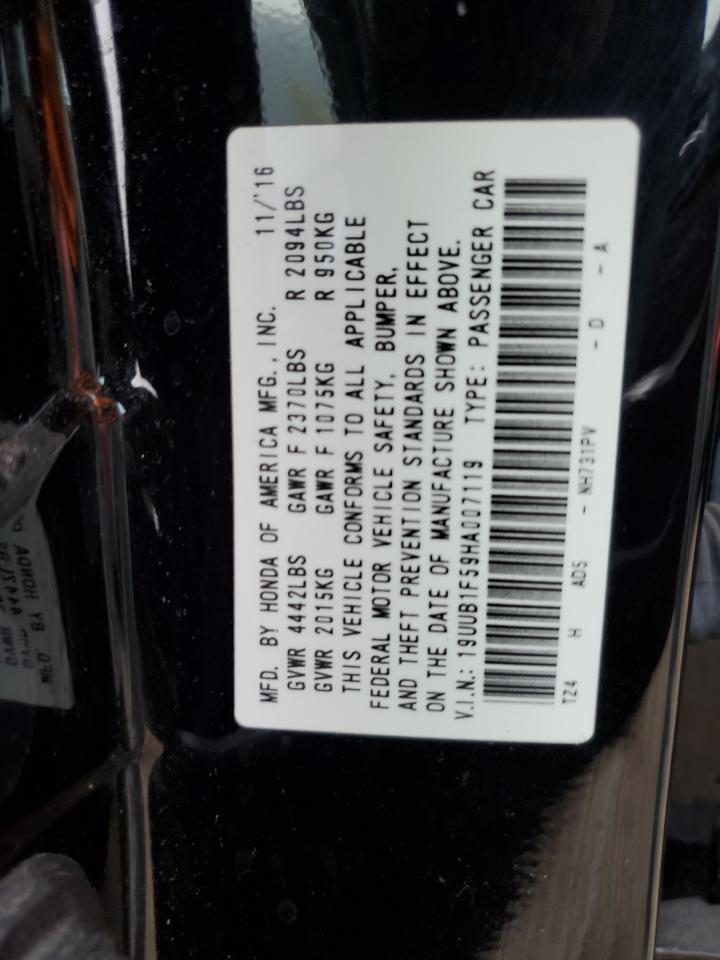 MFD. BY HONDA OF AMERICA MFG., INC. 11/'16
GVWR 4442LBS GAWR F 2370LBS R 2094LBS
GVWR 2015KG GAWR F 1075KG R 950KG
THIS VEHICLE CONFORMS TO ALL APPLICABLE
FEDERAL MOTOR VEHICLE SAFETY, BUMPER,
AND THEFT PREVENTION STANDARDS IN EFFECT
ON THE DATE OF MANUFACTURE SHOWN ABOVE.
V.I.N.: 19UUB1F59HA007119 TYPE: PASSENGER CAR
TZ4 H ADS - NH731PV - D - A